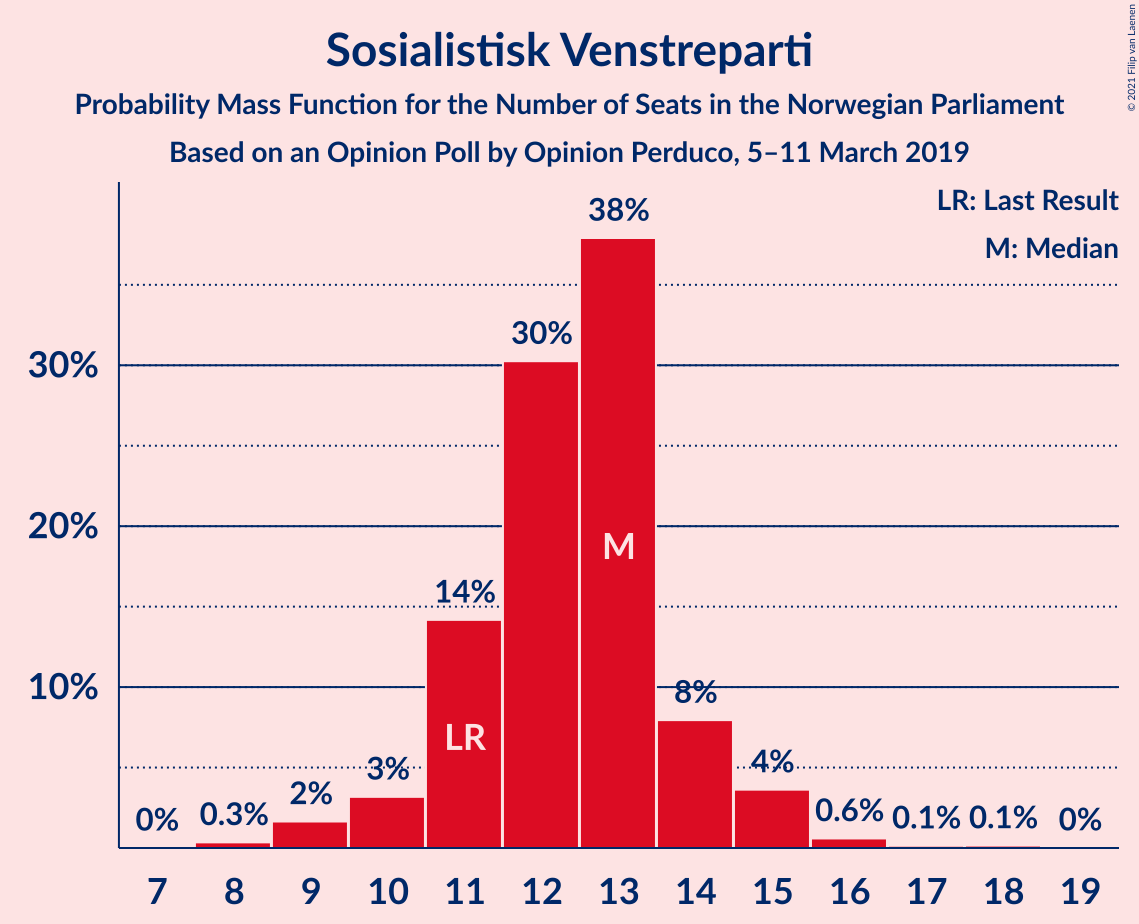 Sosialistisk Venstreparti
Probability Mass Function for the Number of Seats in the Norwegian Parliament
Based on an Opinion Poll by Opinion Perduco, 5–11 March 2019
© 2021 Filip van Laenen
LR: Last Result
M: Median
38%
30%
14%
8%
4%
3%
2%
0.6%
0.3%
0.1%
0.1%
0%
0%
M
LR
30%
20%
10%
7 8 9 10 11 12 13 14 15 16 17 18 19